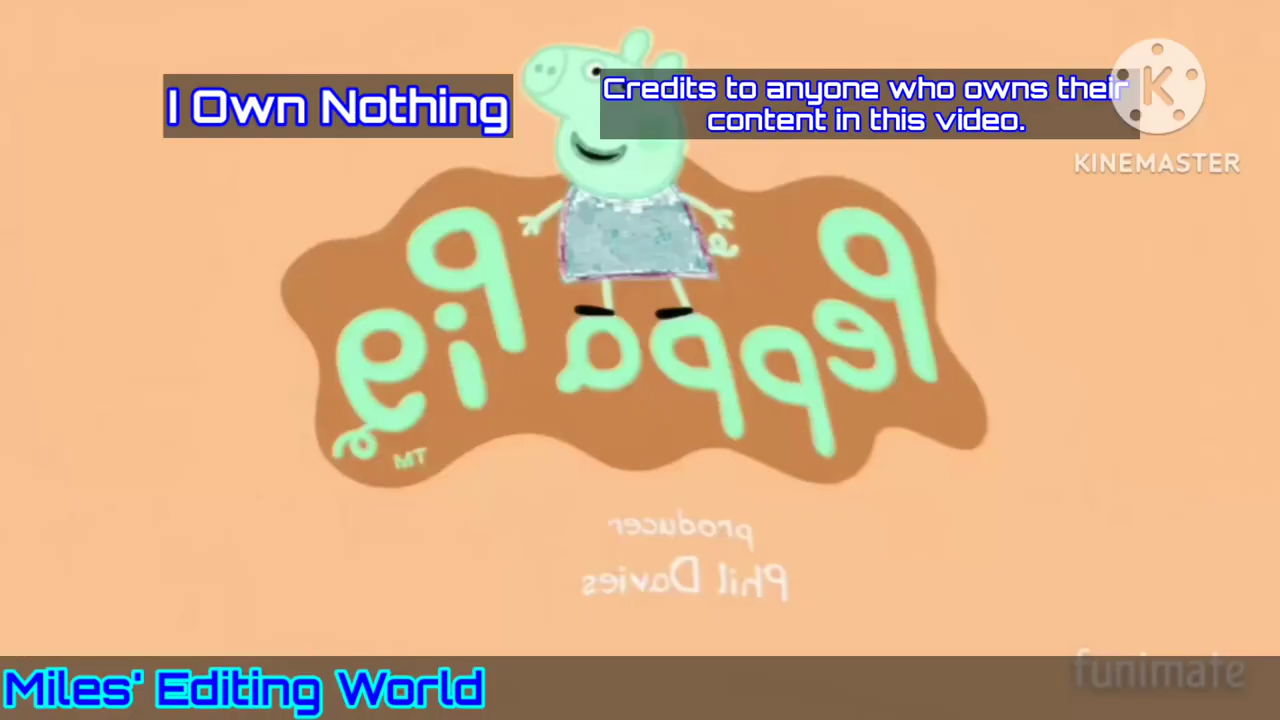 I Own Nothing
Credits to anyone who owns their
content in this video.
K
KINEMASTER
Peppa Pig
TM
producer
Phil Davies
Miles' Editing World
funimate